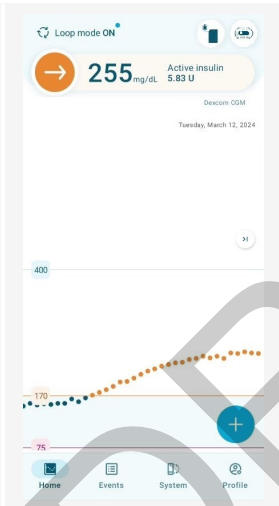 Loop mode ON
255 mg/dL
Active insulin
5.83 U
Dexcom CGM
Tuesday, March 12, 2024
400
170
75
Home Events System Profile